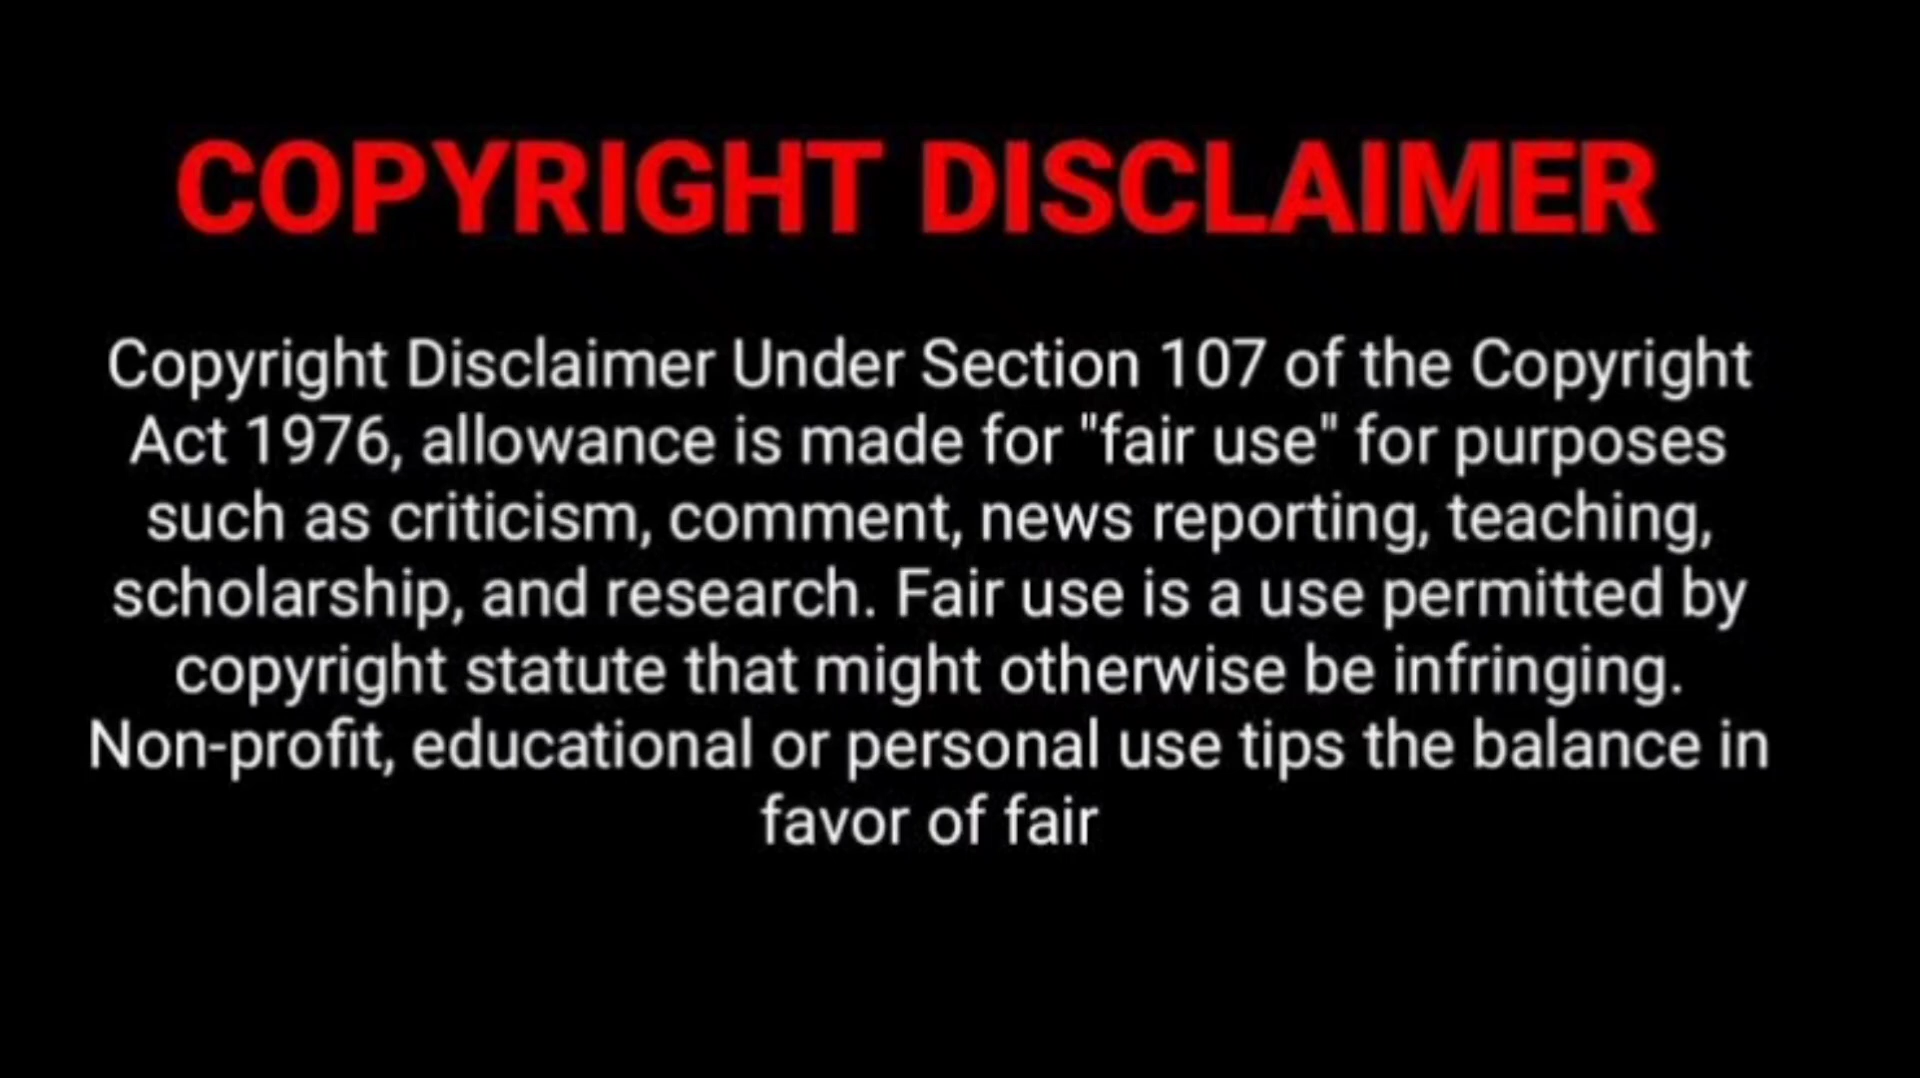 COPYRIGHT DISCLAIMER
Copyright Disclaimer Under Section 107 of the Copyright
Act 1976, allowance is made for "fair use" for purposes
such as criticism, comment, news reporting, teaching,
scholarship, and research. Fair use is a use permitted by
copyright statute that might otherwise be infringing.
Non-profit, educational or personal use tips the balance in
favor of fair